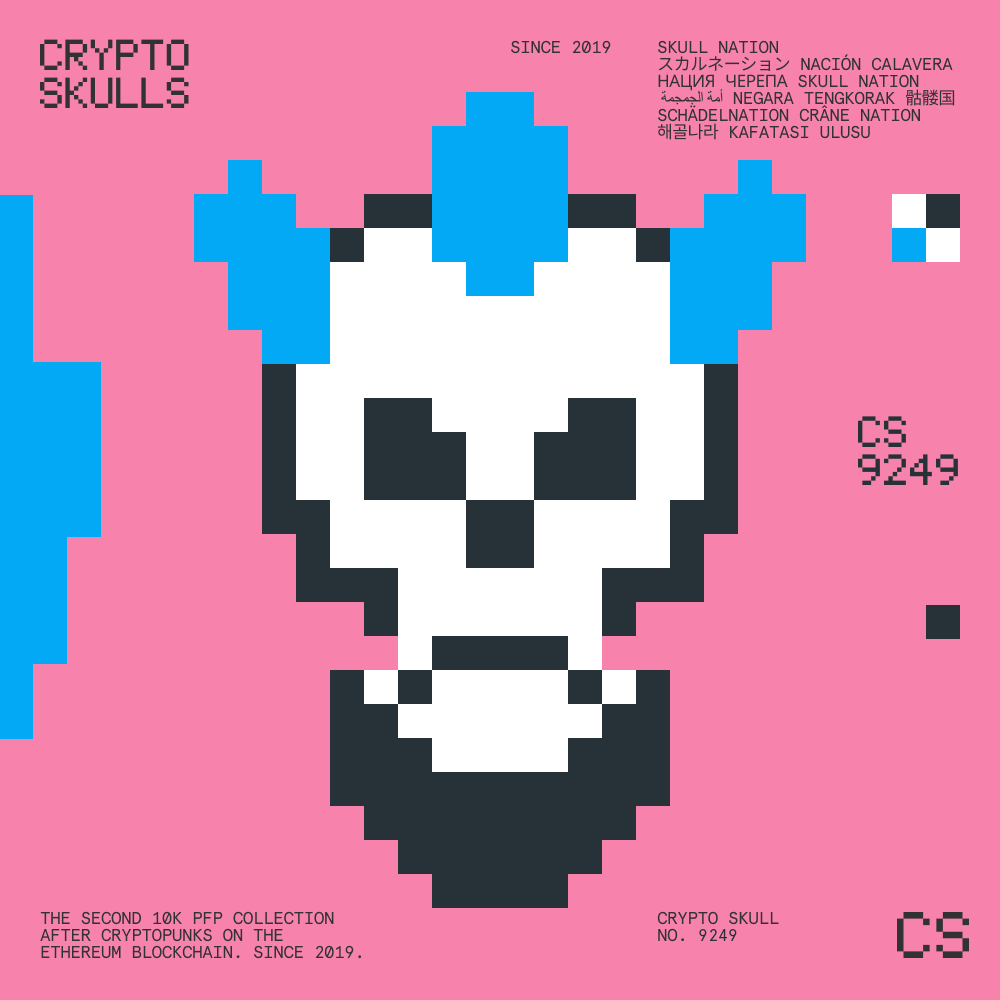 CRYPTO
SKULLS
SINCE 2019
SKULL NATION
スカルネーション NACIÓN CALAVERA
НАЦИЯ ЧЕРЕПА SKULL NATION
أمة الجمجمة NEGARA TENGKORAK 骷髅国
SCHÄDELNATION CRÂNE NATION
해골나라 KAFATASI ULUSU
CS
9249
THE SECOND 10K PFP COLLECTION
AFTER CRYPTOPUNKS ON THE
ETHEREUM BLOCKCHAIN. SINCE 2019.
CRYPTO SKULL
NO. 9249
CS